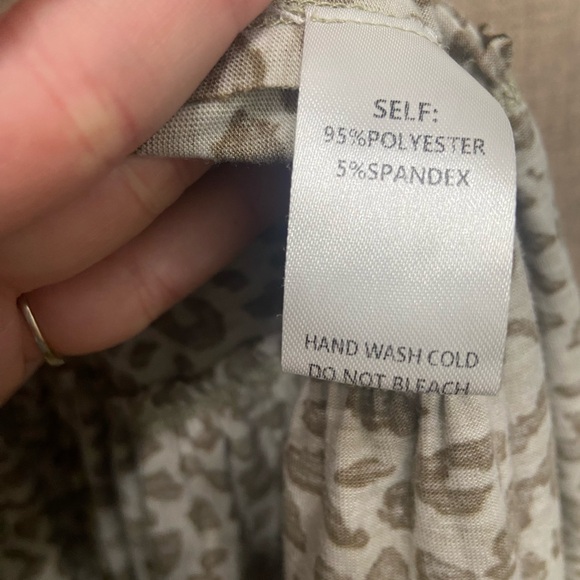 SELF:
95%POLYESTER
5%SPANDEX
HAND WASH COLD
DO NOT BLEACH